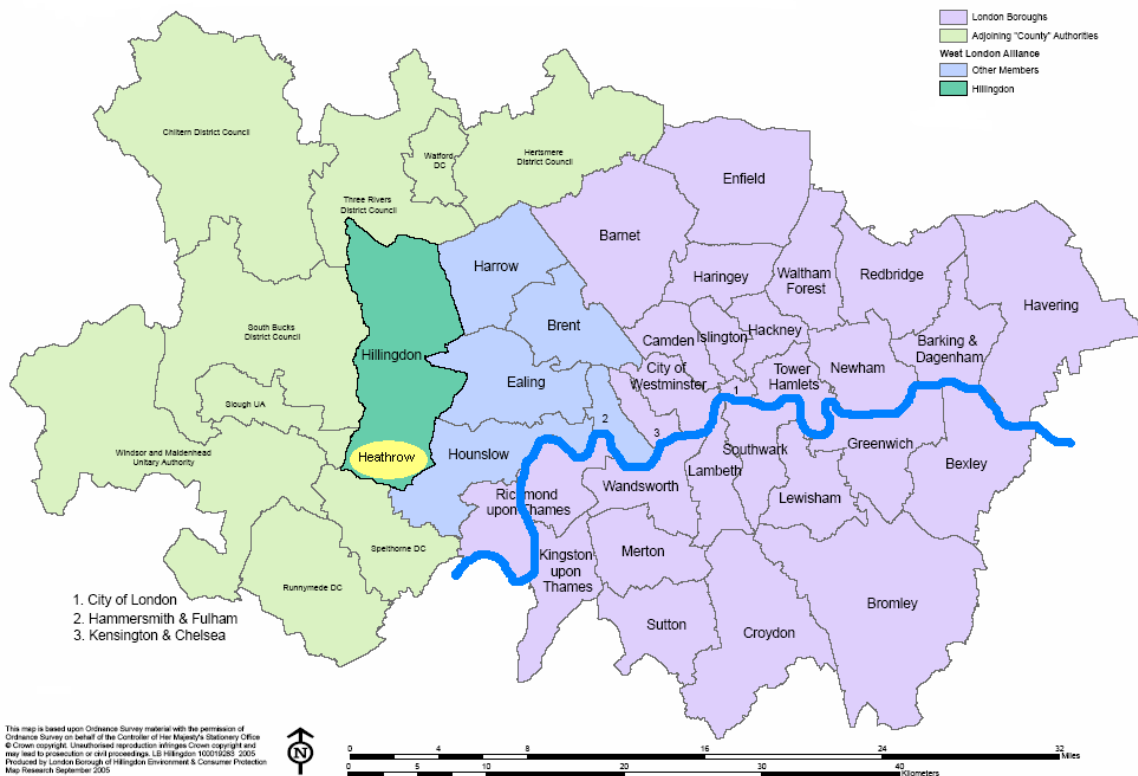 London Boroughs
Adjoining "County" Authorities
West London Alliance
Other Members
Hillingdon
Chiltern District Council
Watford
DC
Hertsmere
District Council
Three Rivers
District Council
Enfield
Barnet
Harrow
Haringey
Waltham
Forest
Redbridge
Havering
South Bucks
District Council
Brent
Hillingdon
Camden
Islington
Hackney
Barking &
Dagenham
Ealing
City of
Westminster
Tower
Hamlets
Newham
Slough UA
1
2
3
Windsor and Maidenhead
Unitary Authority
Heathrow
Hounslow
Southwark
Greenwich
Bexley
Richmond
upon Thames
Wandsworth
Lambeth
Lewisham
Spelthorne DC
Kingston
upon
Thames
Merton
Runnymede DC
Bromley
Sutton
Croydon
1. City of London
2. Hammersmith & Fulham
3. Kensington & Chelsea
This map is based upon Ordnance Survey material with the permission of
Ordnance Survey on behalf of the Controller of Her Majesty's Stationery Office
© Crown copyright. Unauthorised reproduction infringes Crown copyright and
may lead to prosecution or civil proceedings. LB Hillingdon 100019283 2005
Produced by London Borough of Hillingdon Environment & Consumer Protection
Map Research September 2005
N
0 4 8 16 24 32
Miles
0 5 10 20 30 40
Kilometers